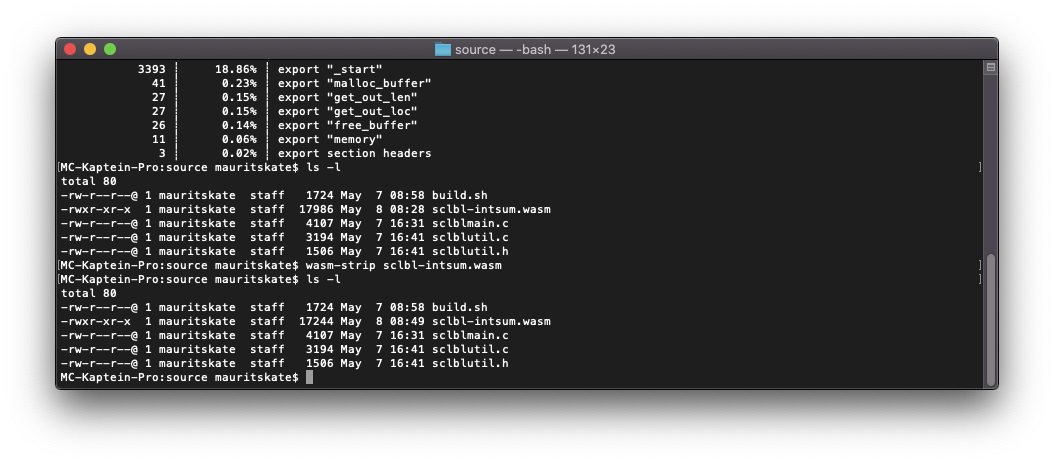 source — -bash — 131×23
3393 ┊ 18.86% ┊ export "_start"
41 ┊ 0.23% ┊ export "malloc_buffer"
27 ┊ 0.15% ┊ export "get_out_len"
27 ┊ 0.15% ┊ export "get_out_loc"
26 ┊ 0.14% ┊ export "free_buffer"
11 ┊ 0.06% ┊ export "memory"
3 ┊ 0.02% ┊ export section headers
[MC-Kaptein-Pro:source mauritskate$ ls -l ]
total 80
-rw-r--r--@ 1 mauritskate  staff   1724 May  7 08:58 build.sh
-rwxr-xr-x  1 mauritskate  staff  17986 May  8 08:28 sclbl-intsum.wasm
-rw-r--r--@ 1 mauritskate  staff   4107 May  7 16:31 sclblmain.c
-rw-r--r--@ 1 mauritskate  staff   3194 May  7 16:41 sclblutil.c
-rw-r--r--@ 1 mauritskate  staff   1506 May  7 16:41 sclblutil.h
[MC-Kaptein-Pro:source mauritskate$ wasm-strip sclbl-intsum.wasm ]
[MC-Kaptein-Pro:source mauritskate$ ls -l ]
total 80
-rw-r--r--@ 1 mauritskate  staff   1724 May  7 08:58 build.sh
-rwxr-xr-x  1 mauritskate  staff  17244 May  8 08:49 sclbl-intsum.wasm
-rw-r--r--@ 1 mauritskate  staff   4107 May  7 16:31 sclblmain.c
-rw-r--r--@ 1 mauritskate  staff   3194 May  7 16:41 sclblutil.c
-rw-r--r--@ 1 mauritskate  staff   1506 May  7 16:41 sclblutil.h
MC-Kaptein-Pro:source mauritskate$